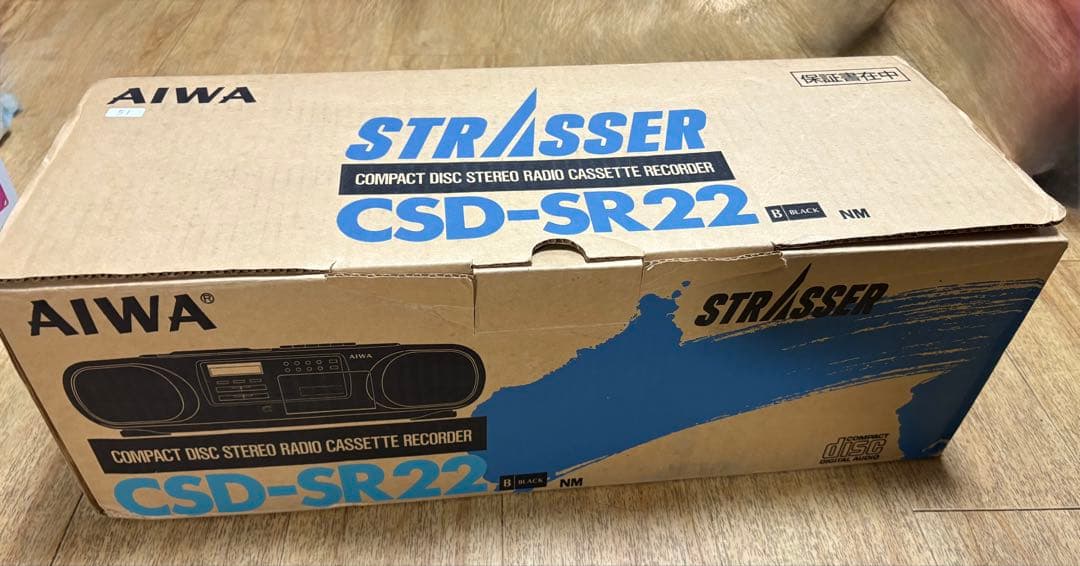 AIWA
51
保証書在中
STRASSER
COMPACT DISC STEREO RADIO CASSETTE RECORDER
CSD-SR22 B BLACK NM
AIWA®
STRASSER
AIWA
COMPACT DISC STEREO RADIO CASSETTE RECORDER
CSD-SR22 B BLACK NM
COMPACT
disc
DIGITAL AUDIO